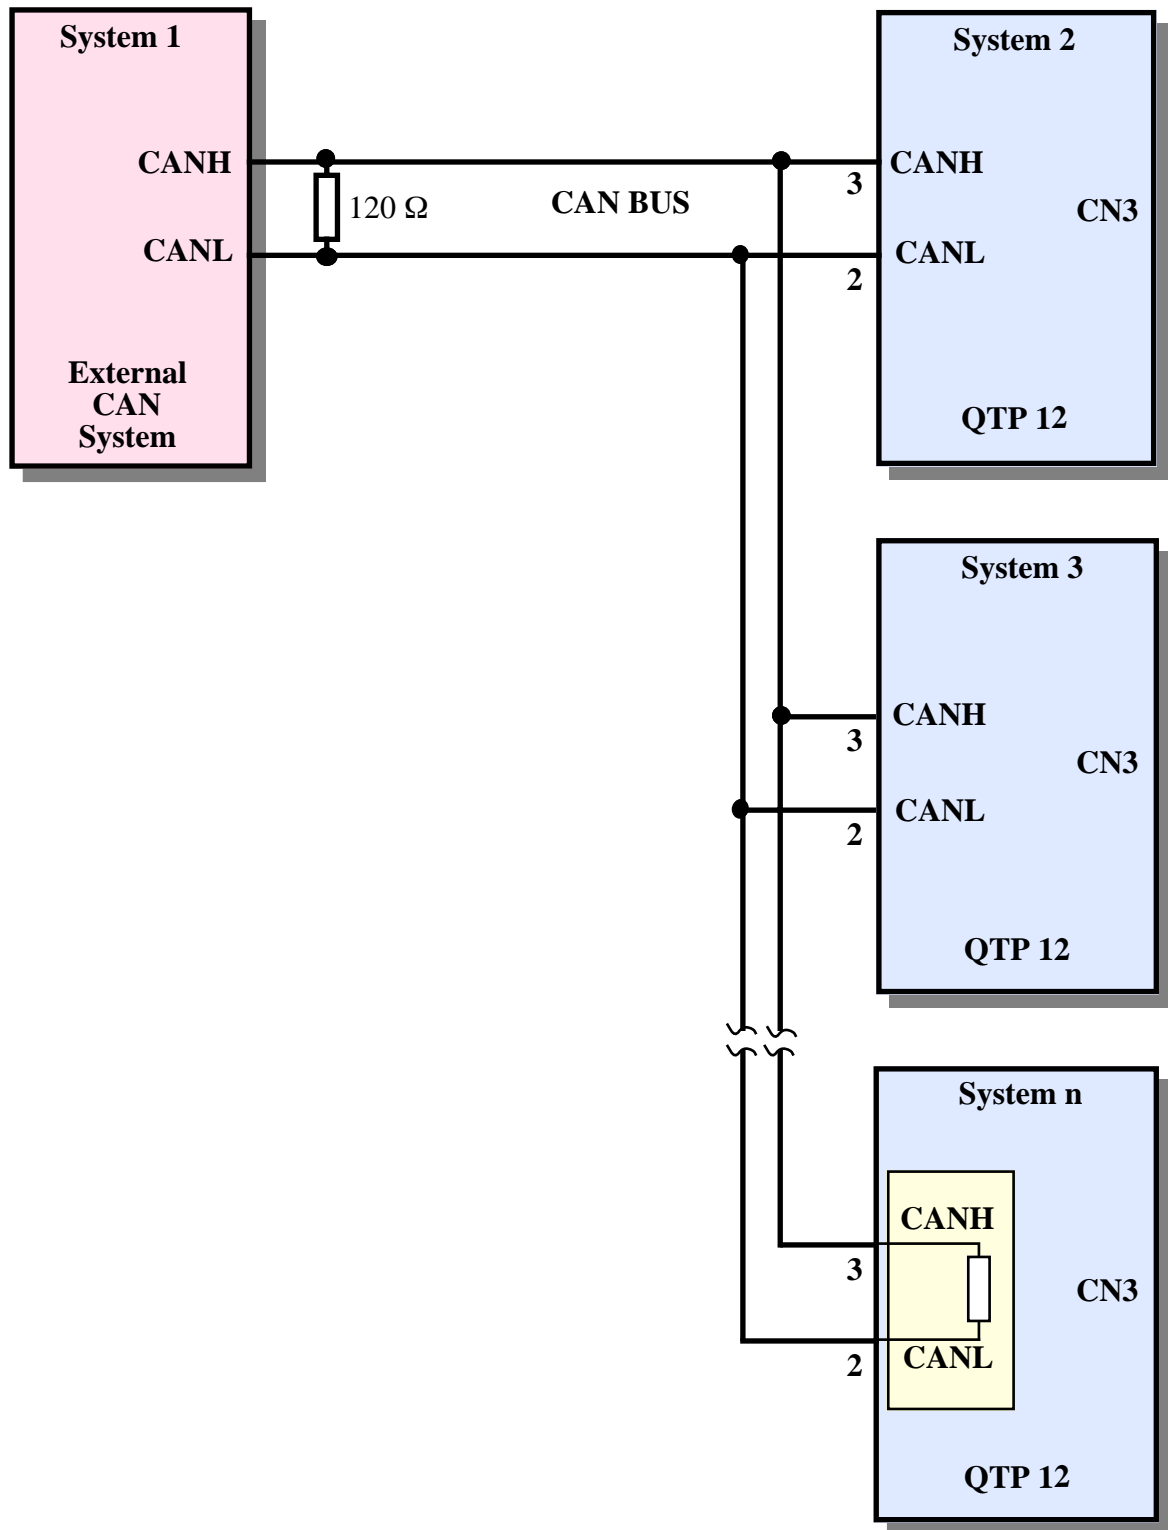 System 1
CANH
CANL
External
CAN
System
120 Ω
CAN BUS
System 2
3
CANH
CN3
CANL
2
QTP 12
System 3
CANH
3
CN3
CANL
2
QTP 12
System n
CANH
3
CN3
CANL
2
QTP 12